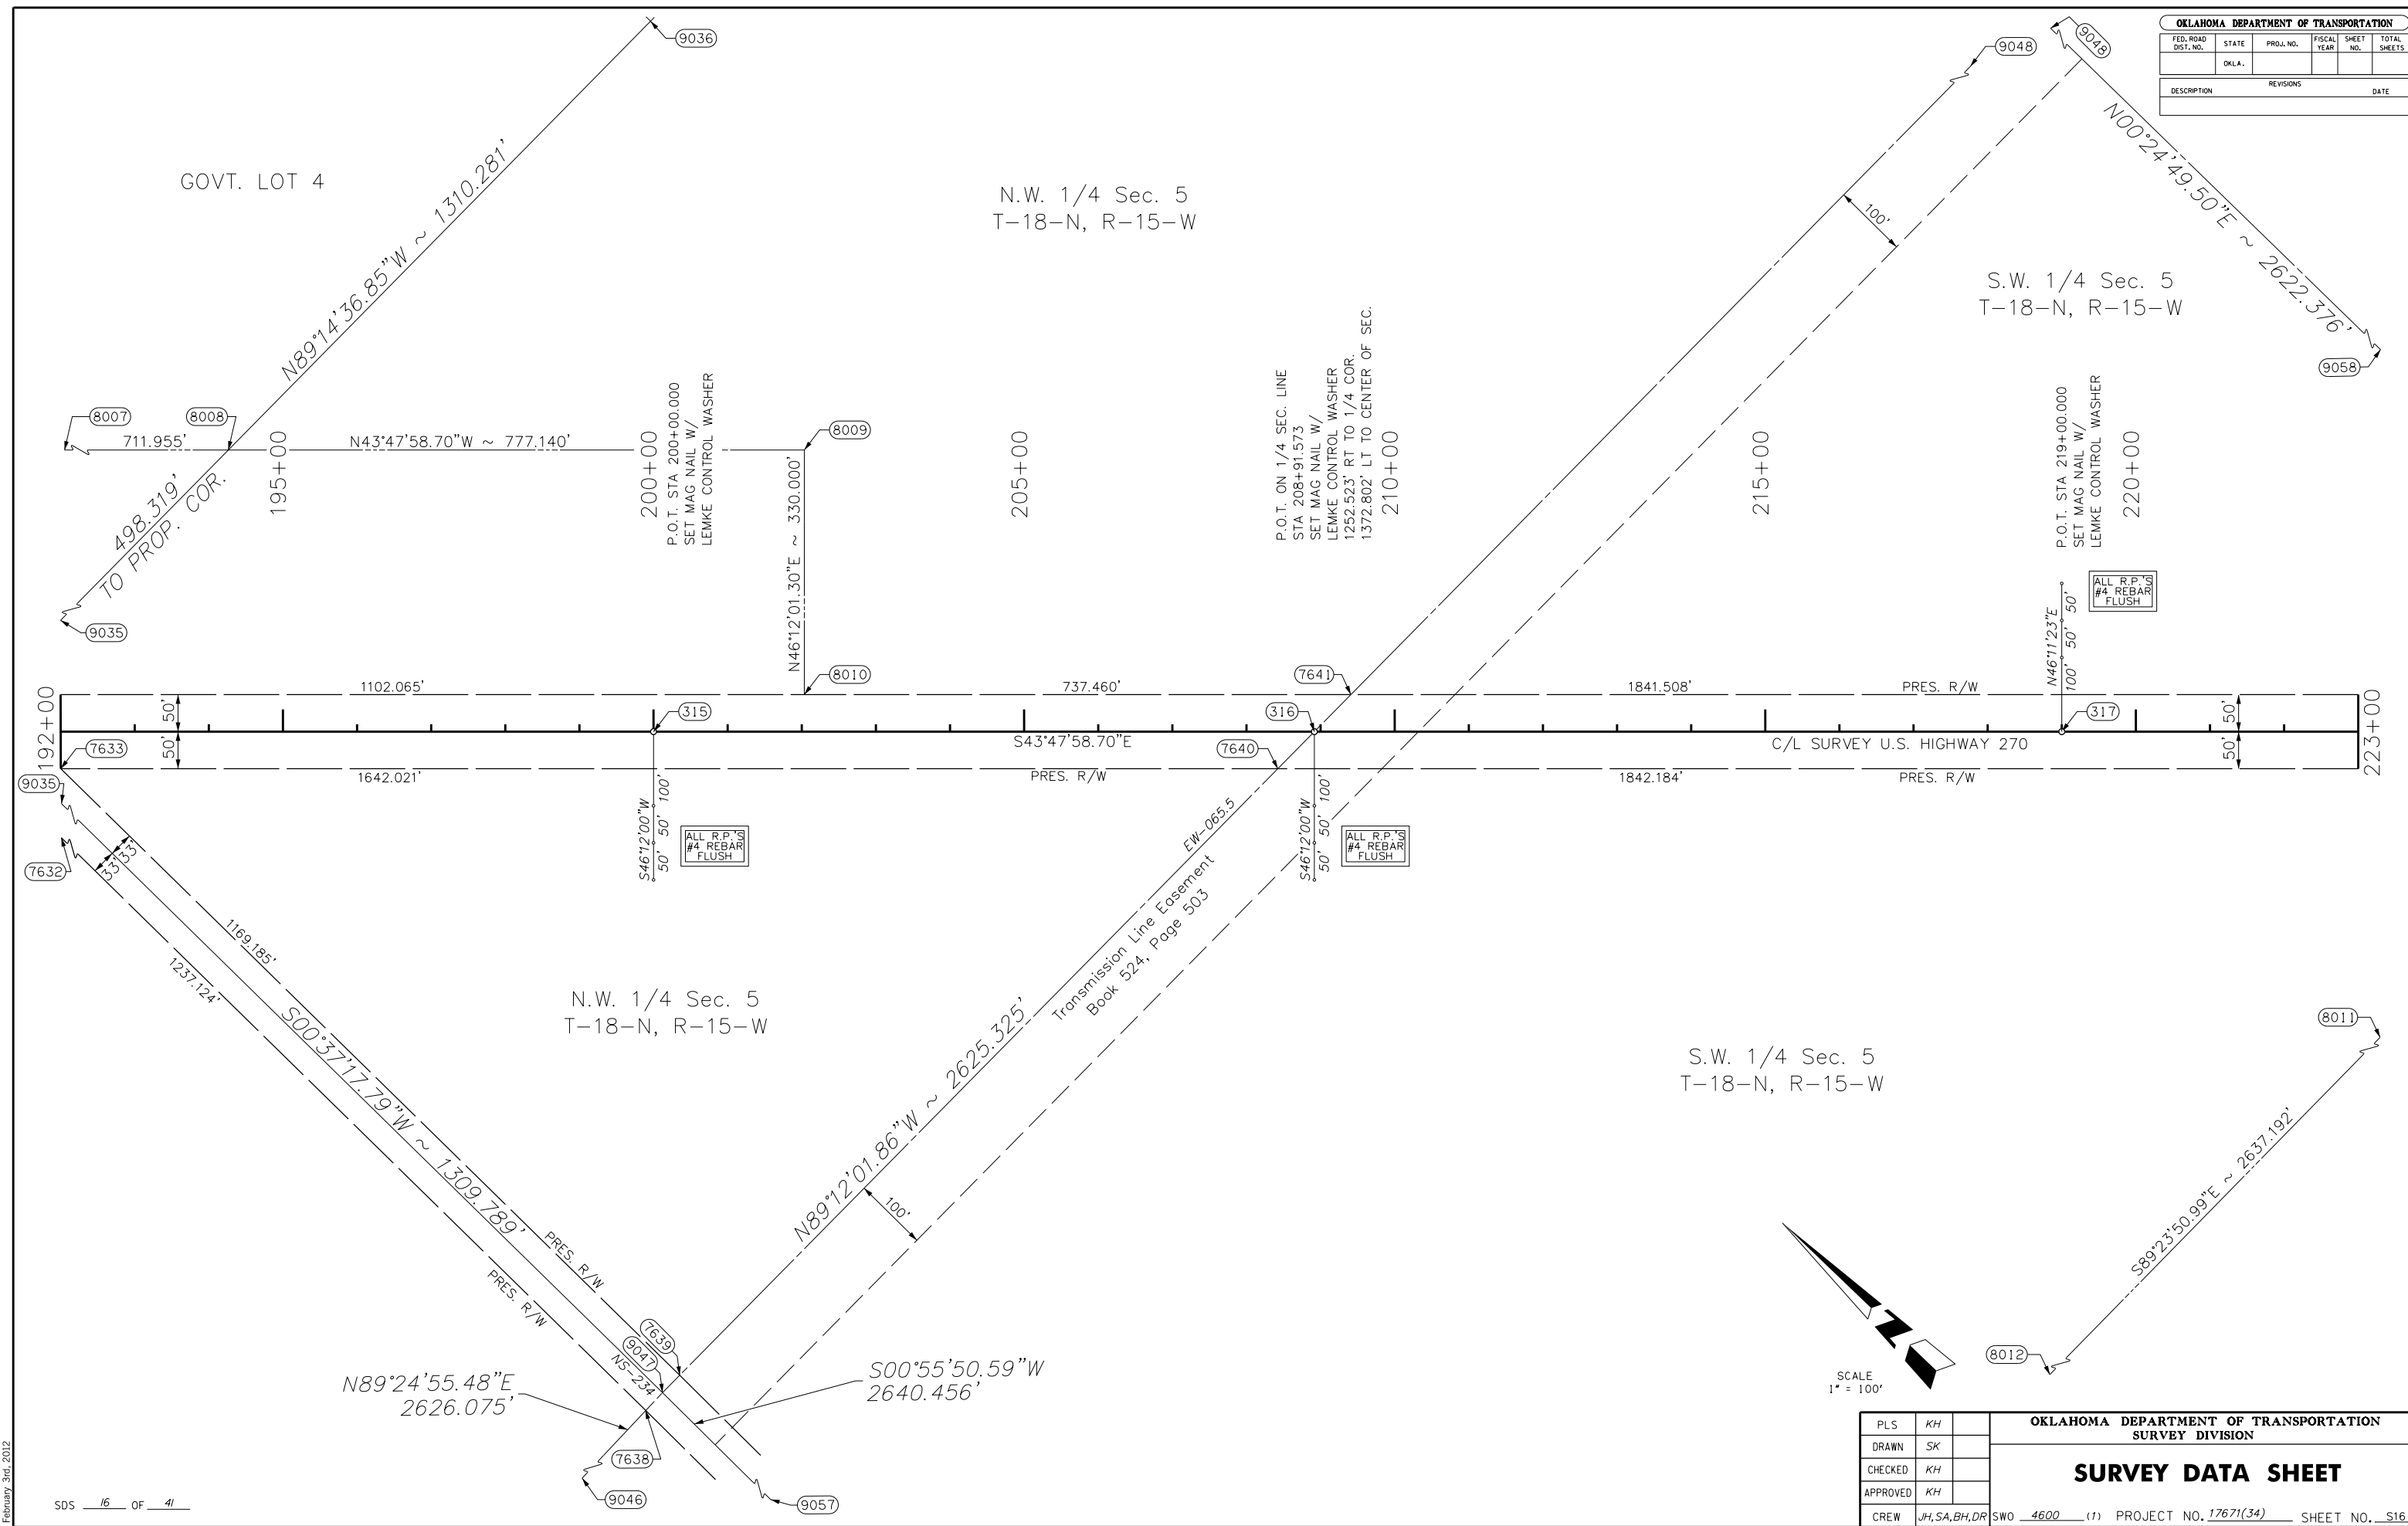 OKLAHOMA DEPARTMENT OF TRANSPORTATION
FED. ROAD DIST. NO.
STATE
PROJ. NO.
FISCAL YEAR
SHEET NO.
TOTAL SHEETS
OKLA.
REVISIONS
DESCRIPTION
DATE
9036
9048
9048
GOVT. LOT 4
N89°14'36.85"W ~ 1310.281'
N.W. 1/4 Sec. 5
T-18-N, R-15-W
100'
N00°24'49.50"E ~ 2622.376'
S.W. 1/4 Sec. 5
T-18-N, R-15-W
9058
8007
8008
711.955'
N43°47'58.70"W ~ 777.140'
8009
498.319'
TO PROP. COR.
9035
195+00
200+00
P.O.T. STA 200+00.000
SET MAG NAIL W/
LEMKE CONTROL WASHER
N46°12'01.30"E ~ 330.000'
205+00
P.O.T. ON 1/4 SEC. LINE
STA 208+91.573
SET MAG NAIL W/
LEMKE CONTROL WASHER
1252.523' RT TO 1/4 COR.
1372.802' LT TO CENTER OF SEC.
210+00
215+00
P.O.T. STA 219+00.000
SET MAG NAIL W/
LEMKE CONTROL WASHER
220+00
ALL R.P.'S
#4 REBAR
FLUSH
N46°11'23"E
100' 50' 50'
8010
7641
1102.065'
737.460'
1841.508'
PRES. R/W
192+00
50'
50'
315
316
317
50'
50'
223+00
7633
S43°47'58.70"E
7640
C/L SURVEY U.S. HIGHWAY 270
1642.021'
PRES. R/W
1842.184'
PRES. R/W
9035
7632
33'
33'
S46°12'00"W
50' 50' 100'
ALL R.P.'S
#4 REBAR
FLUSH
EW-065.5
S46°12'00"W
50' 50' 100'
ALL R.P.'S
#4 REBAR
FLUSH
Transmission Line Easement
Book 524, Page 503
1169.185'
1237.124'
S00°37'17.79"W ~ 1309.789'
N.W. 1/4 Sec. 5
T-18-N, R-15-W
N89°12'01.86"W ~ 2625.325'
100'
8011
S.W. 1/4 Sec. 5
T-18-N, R-15-W
S89°23'50.99"E ~ 2637.192'
8012
PRES. R/W
PRES. R/W
7639
9047
NS-234
N89°24'55.48"E
2626.075'
S00°55'50.59"W
2640.456'
7638
9046
9057
SCALE
1" = 100'
N
February 3rd, 2012
SDS 16 OF 41
PLS KH
DRAWN SK
CHECKED KH
APPROVED KH
CREW JH,SA,BH,DR
OKLAHOMA DEPARTMENT OF TRANSPORTATION
SURVEY DIVISION
SURVEY DATA SHEET
SWO 4600 (1) PROJECT NO. 17671(34) SHEET NO. S16